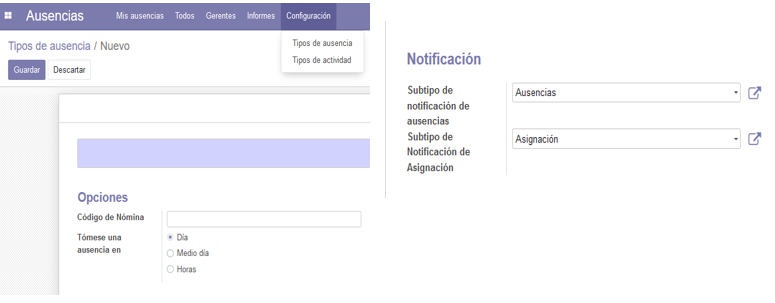 Ausencias
Mis ausencias Todos Gerentes Informes Configuración
Tipos de ausencia
Tipos de actividad
Tipos de ausencia / Nuevo
Guardar Descartar
Opciones
Código de Nómina
Tómese una
ausencia en
Día
Medio día
Horas
Notificación
Subtipo de
notificación de
ausencias
Ausencias
Subtipo de
Notificación de
Asignación
Asignación